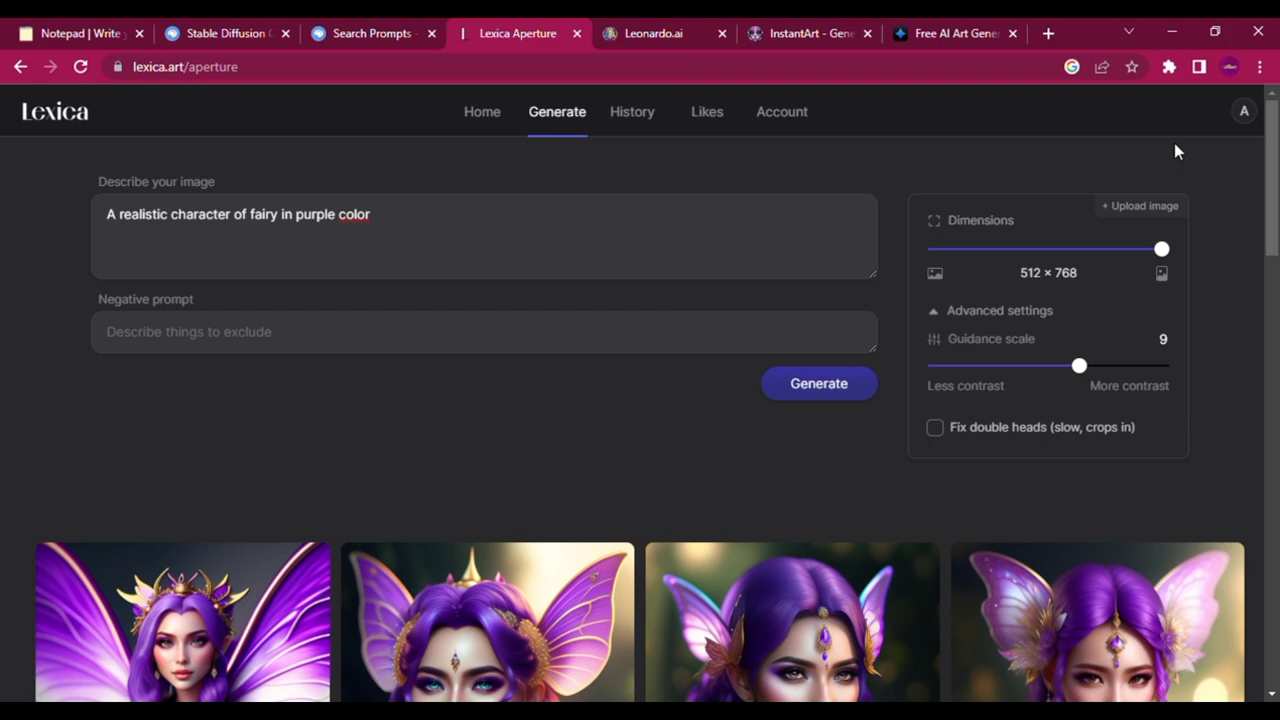 Notepad | Write y
Stable Diffusion
Search Prompts -
Lexica Aperture
Leonardo.ai
InstantArt - Gene
Free AI Art Gene
lexica.art/aperture
Lexica
Home
Generate
History
Likes
Account
A
Describe your image
A realistic character of fairy in purple color
Negative prompt
Describe things to exclude
Generate
+ Upload image
Dimensions
512 × 768
Advanced settings
Guidance scale
9
Less contrast
More contrast
Fix double heads (slow, crops in)